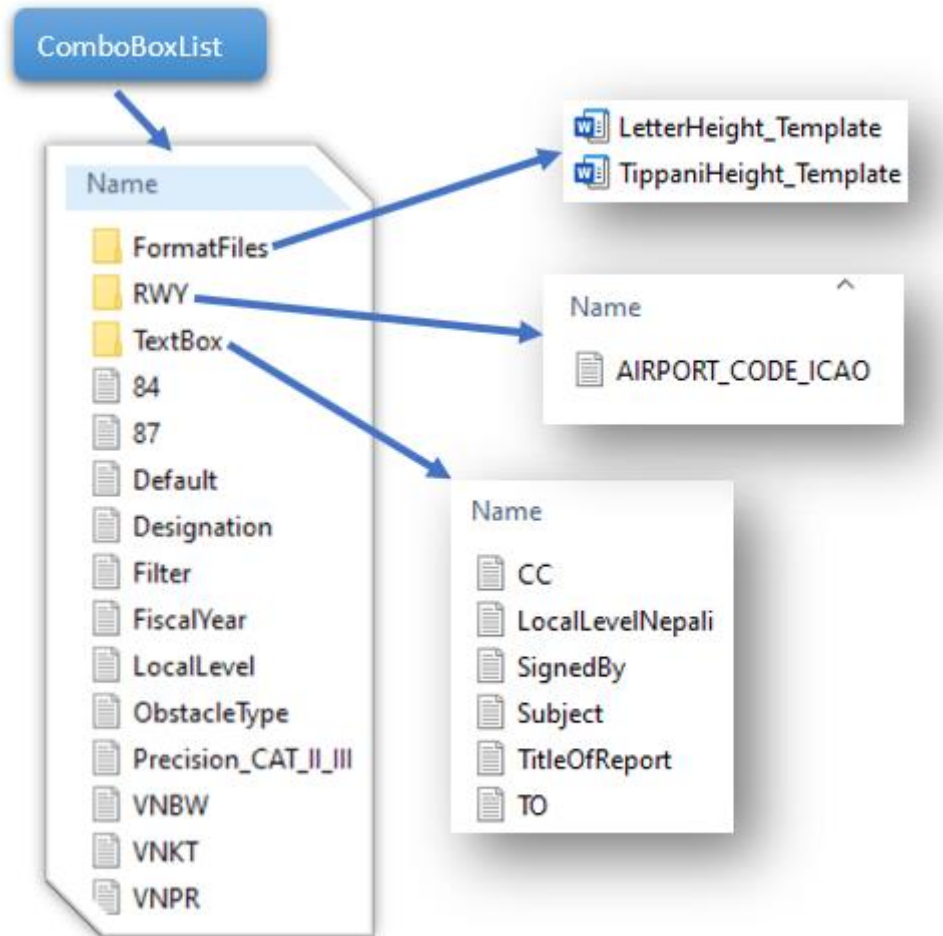 ComboBoxList
Name
FormatFiles
RWY
TextBox
84
87
Default
Designation
Filter
FiscalYear
LocalLevel
ObstacleType
Precision_CAT_II_III
VNBW
VNKT
VNPR
LetterHeight_Template
TippaniHeight_Template
Name
AIRPORT_CODE_ICAO
Name
CC
LocalLevelNepali
SignedBy
Subject
TitleOfReport
TO